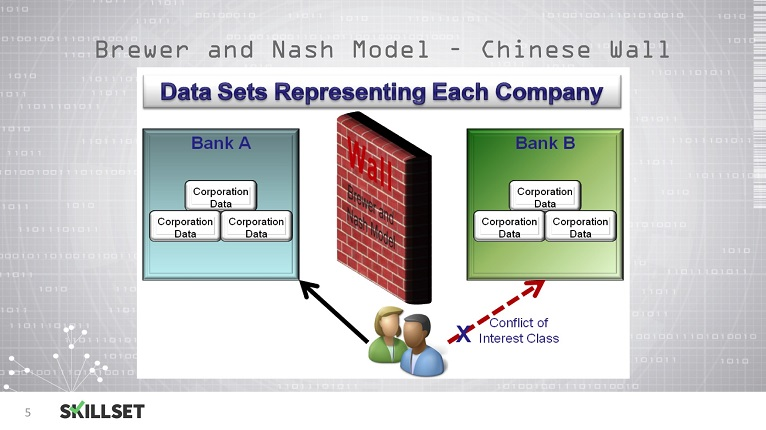 Brewer and Nash Model - Chinese Wall
Data Sets Representing Each Company
Bank A
Corporation
Data
Corporation
Data
Corporation
Data
Wall
Brewer and
Nash Model
Bank B
Corporation
Data
Corporation
Data
Corporation
Data
X
Conflict of
Interest Class
5
SKILLSET